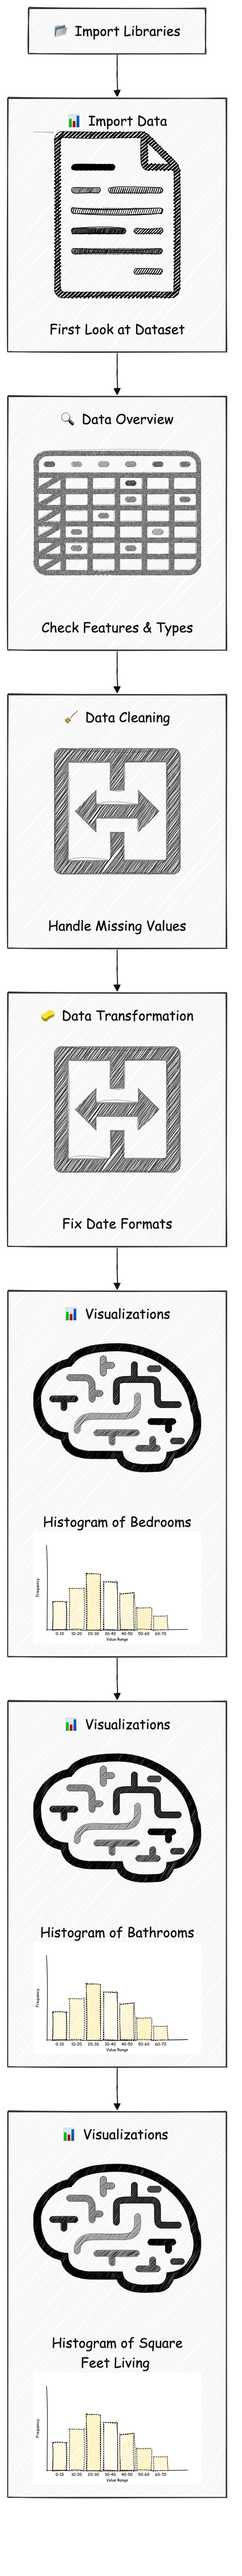 Import Libraries
Import Data
First Look at Dataset
Data Overview
Check Features & Types
Data Cleaning
Handle Missing Values
Data Transformation
Fix Date Formats
Visualizations
Histogram of Bedrooms
Frequency
0-10 10-20 20-30 30-40 40-50 50-60 60-70
Value Range
Visualizations
Histogram of Bathrooms
Frequency
0-10 10-20 20-30 30-40 40-50 50-60 60-70
Value Range
Visualizations
Histogram of Square
Feet Living
Frequency
0-10 10-20 20-30 30-40 40-50 50-60 60-70
Value Range